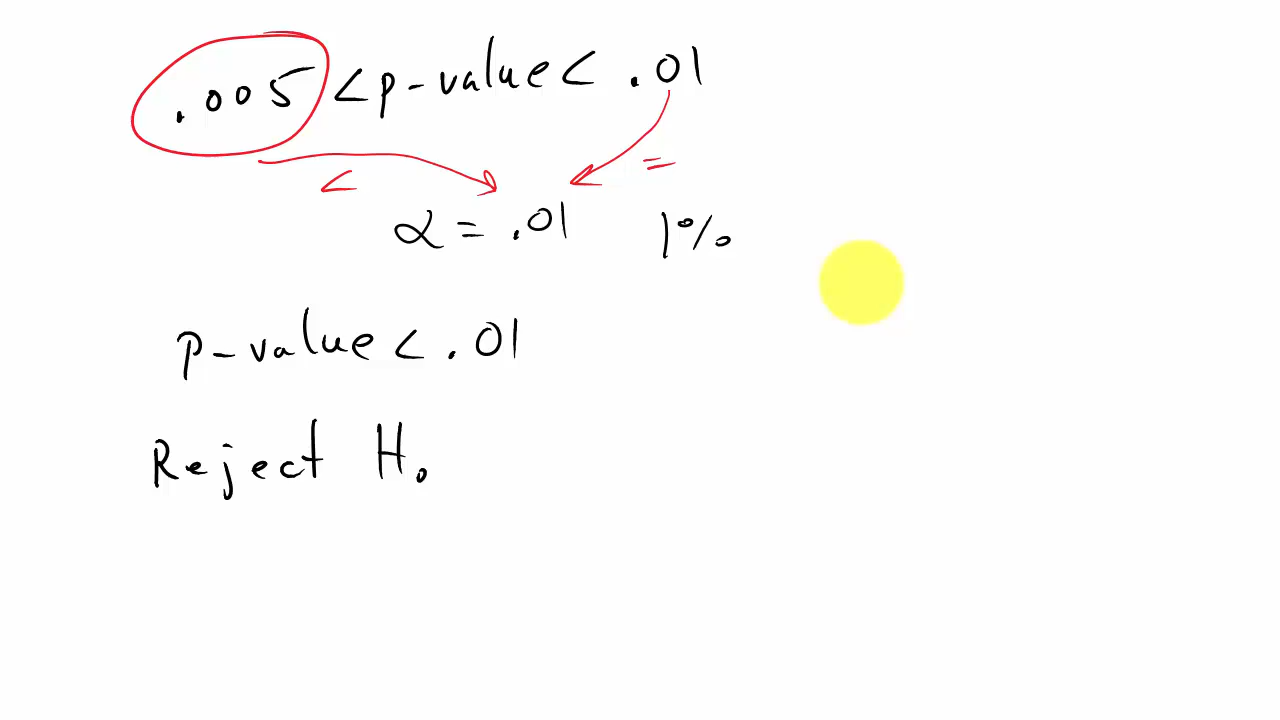 .005 < p-value < .01
< =
α = .01 1%
p-value < .01
Reject H₀